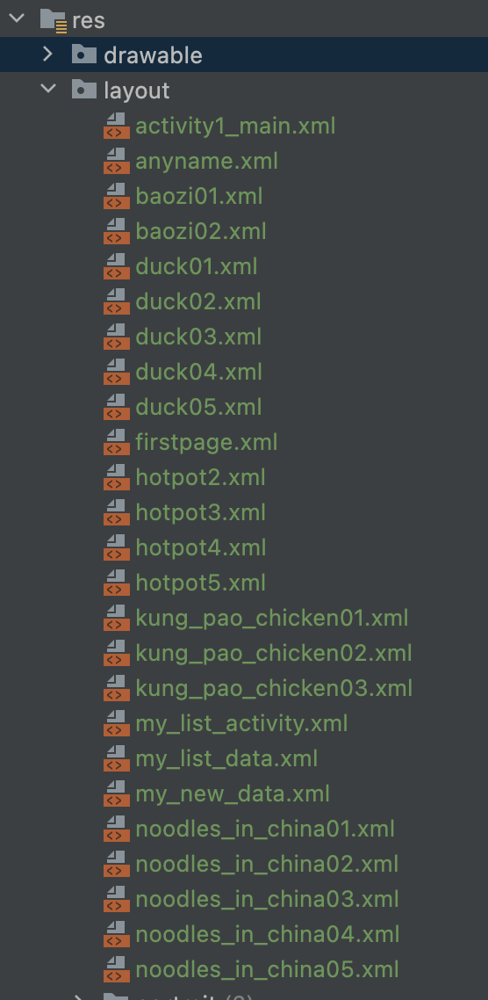 res
drawable
layout
activity1_main.xml
anyname.xml
baozi01.xml
baozi02.xml
duck01.xml
duck02.xml
duck03.xml
duck04.xml
duck05.xml
firstpage.xml
hotpot2.xml
hotpot3.xml
hotpot4.xml
hotpot5.xml
kung_pao_chicken01.xml
kung_pao_chicken02.xml
kung_pao_chicken03.xml
my_list_activity.xml
my_list_data.xml
my_new_data.xml
noodles_in_china01.xml
noodles_in_china02.xml
noodles_in_china03.xml
noodles_in_china04.xml
noodles_in_china05.xml